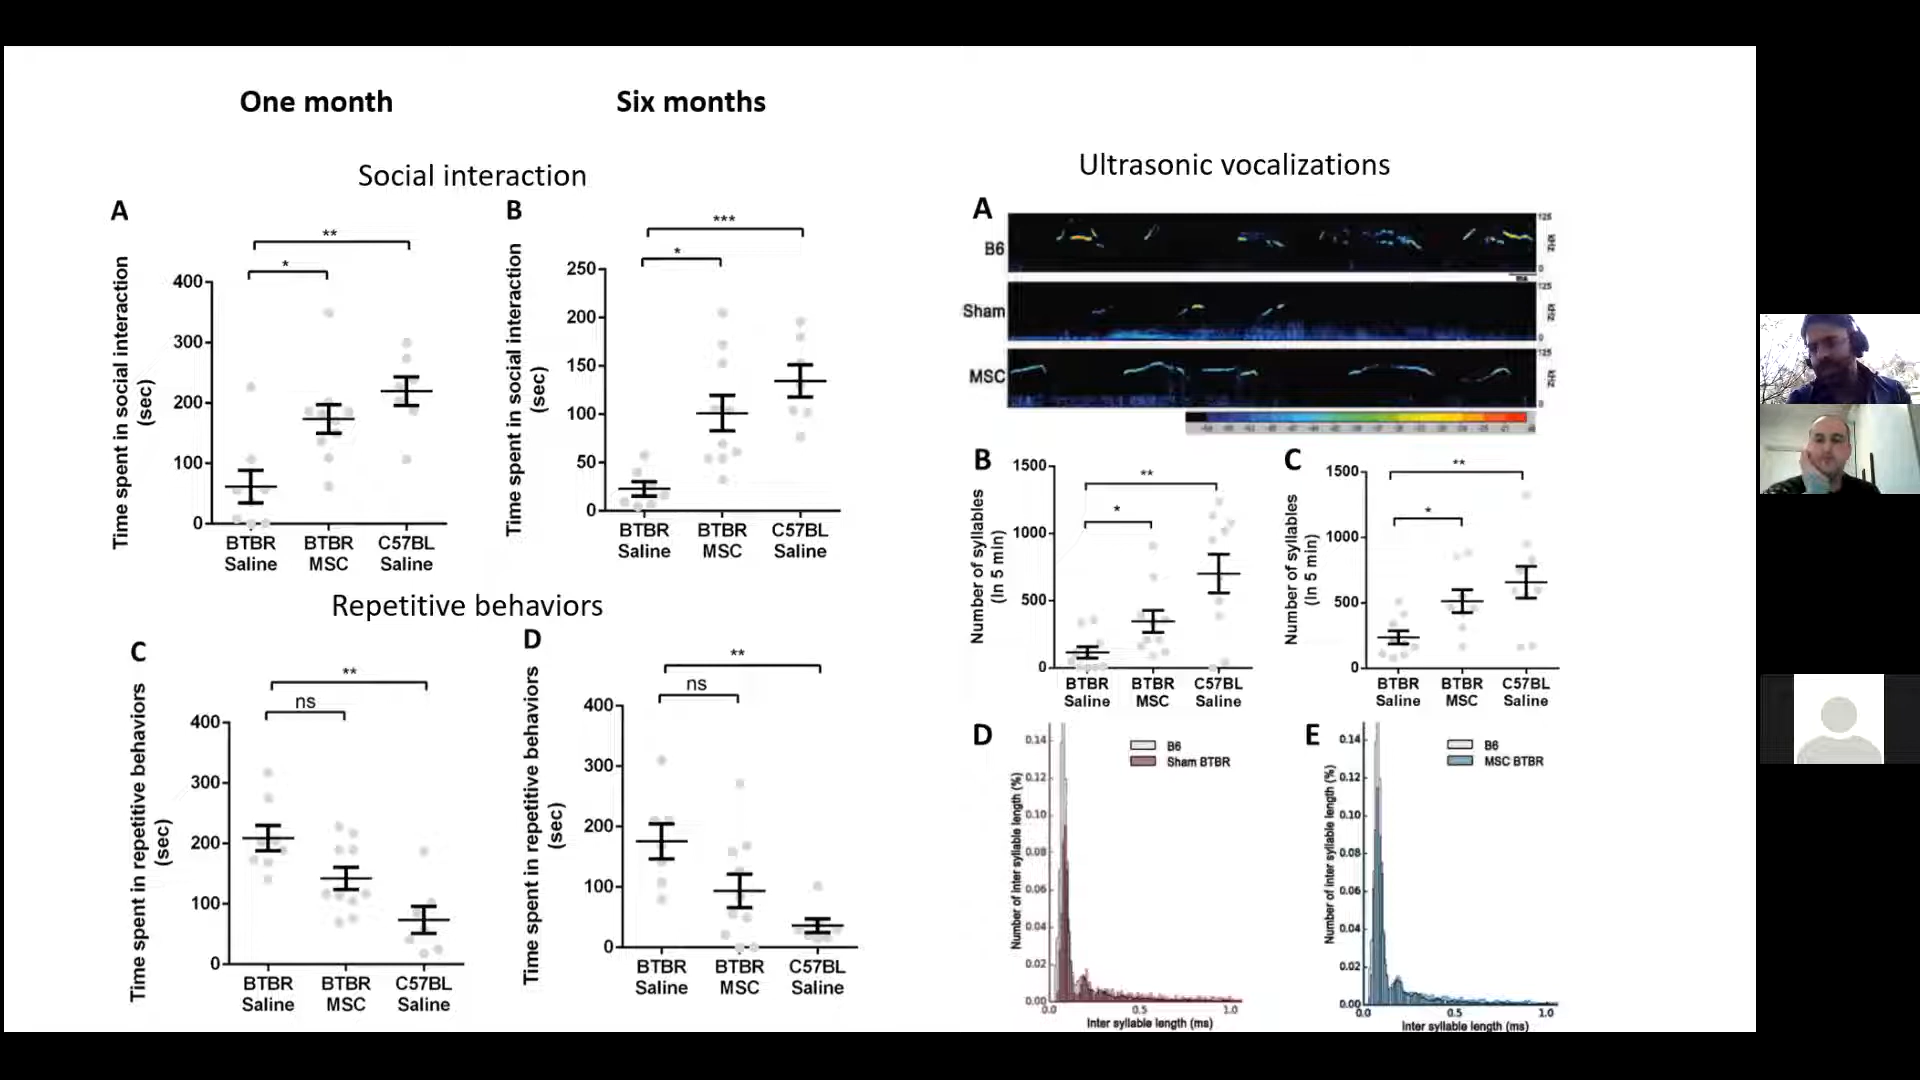 One month
Six months
Social interaction
A
**
*
Time spent in social interaction
(sec)
400
300
200
100
0
BTBR
Saline
BTBR
MSC
C57BL
Saline
B
***
*
Time spent in social interaction
(sec)
250
200
150
100
50
0
BTBR
Saline
BTBR
MSC
C57BL
Saline
Repetitive behaviors
C
**
ns
Time spent in repetitive behaviors
(sec)
400
300
200
100
0
BTBR
Saline
BTBR
MSC
C57BL
Saline
D
**
ns
Time spent in repetitive behaviors
(sec)
400
300
200
100
0
BTBR
Saline
BTBR
MSC
C57BL
Saline
Ultrasonic vocalizations
A
B6
125
kHz
0
Sham
125
kHz
0
MSC
125
kHz
0
B
**
*
Number of syllables
(In 5 min)
1500
1000
500
0
BTBR
Saline
BTBR
MSC
C57BL
Saline
C
**
*
Number of syllables
(In 5 min)
1500
1000
500
0
BTBR
Saline
BTBR
MSC
C57BL
Saline
D
B6
Sham BTBR
Number of inter syllable length (%)
0.14
0.12
0.10
0.08
0.06
0.04
0.02
0.00
0.0
0.5
1.0
Inter syllable length (ms)
E
B6
MSC BTBR
Number of inter syllable length (%)
0.14
0.12
0.10
0.08
0.06
0.04
0.02
0.00
0.0
0.5
1.0
Inter syllable length (ms)